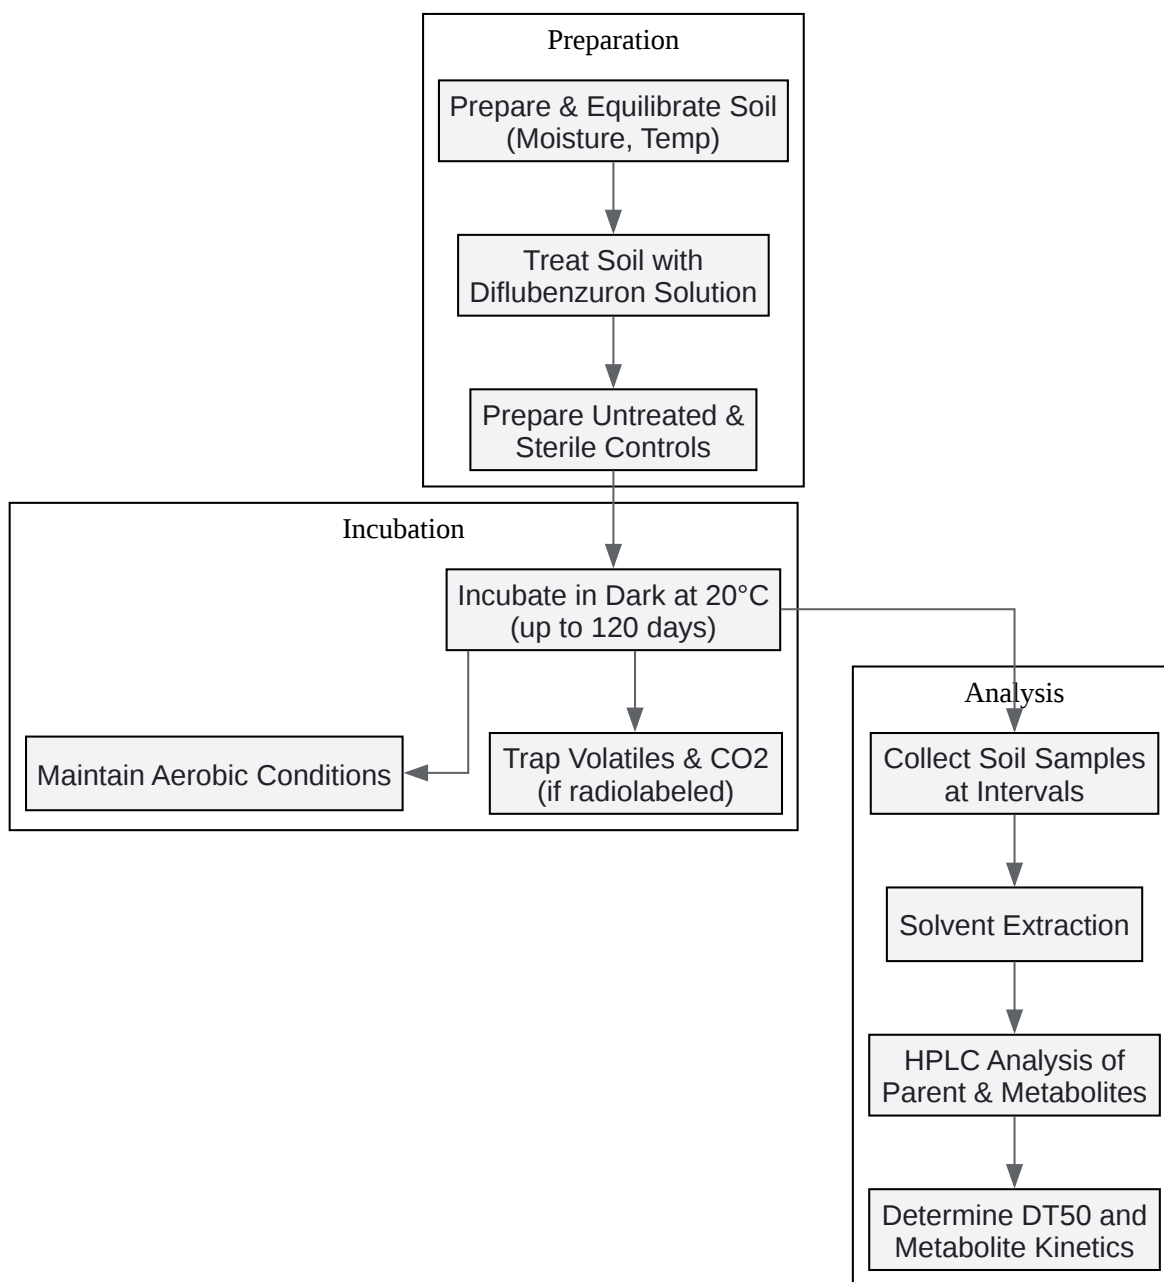 Preparation
Prepare & Equilibrate Soil
(Moisture, Temp)
Treat Soil with
Diflubenzuron Solution
Prepare Untreated &
Sterile Controls
Incubation
Incubate in Dark at 20°C
(up to 120 days)
Maintain Aerobic Conditions
Trap Volatiles & CO2
(if radiolabeled)
Analysis
Collect Soil Samples
at Intervals
Solvent Extraction
HPLC Analysis of
Parent & Metabolites
Determine DT50 and
Metabolite Kinetics